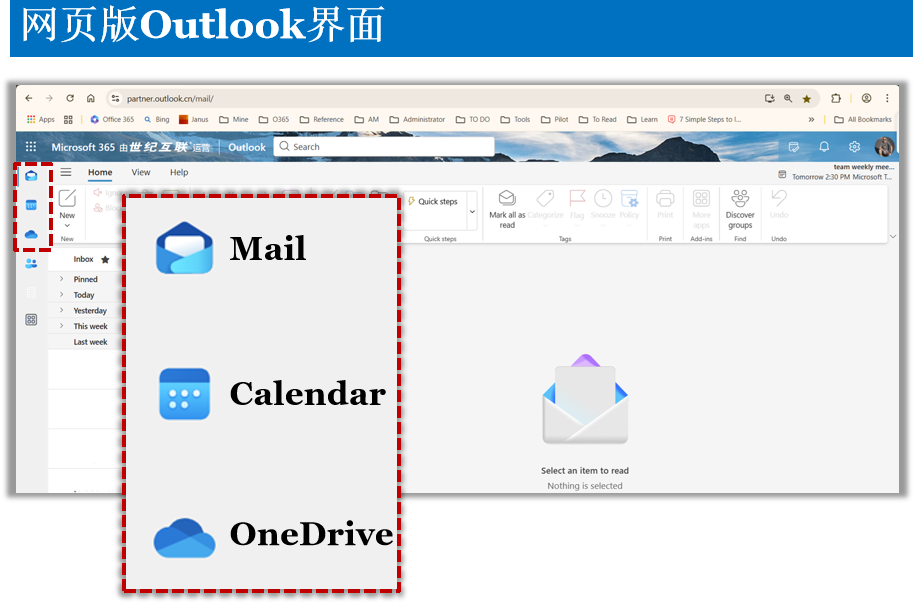 网页版Outlook界面
partner.outlook.cn/mail/
Apps Office 365 Bing Janus Mine O365 Reference AM Administrator TO DO Tools Pilot To Read Learn 7 Simple Steps to I... » All Bookmarks
Microsoft 365 由世纪互联运营 Outlook Search
team weekly mee...
Tomorrow 2:30 PM Microsoft T...
Home View Help
New
Quick steps
Mark all as read
Categorize
Flag
Snooze
Policy
Print
More apps
Discover groups
Undo
New
Quick steps
Tags
Print
Add-ins
Find
Undo
Inbox
Pinned
Today
Yesterday
This week
Last week
Mail
Calendar
OneDrive
Select an item to read
Nothing is selected